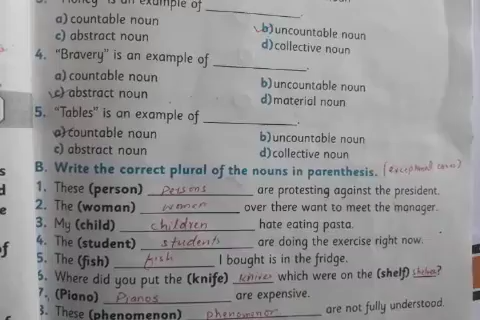 3. "Money" is an example of ____________.
a) countable noun b) uncountable noun
c) abstract noun d) collective noun
4. "Bravery" is an example of ____________.
a) countable noun b) uncountable noun
c) abstract noun d) material noun
5. "Tables" is an example of ____________.
a) countable noun b) uncountable noun
c) abstract noun d) collective noun
B. Write the correct plural of the nouns in parenthesis. (exceptional cases)
1. These (person) persons are protesting against the president.
2. The (woman) women over there want to meet the manager.
3. My (child) children hate eating pasta.
4. The (student) students are doing the exercise right now.
5. The (fish) fish I bought is in the fridge.
6. Where did you put the (knife) knives which were on the (shelf) shelves?
7. (Piano) Pianos are expensive.
8. These (phenomenon) phenomenon are not fully understood.